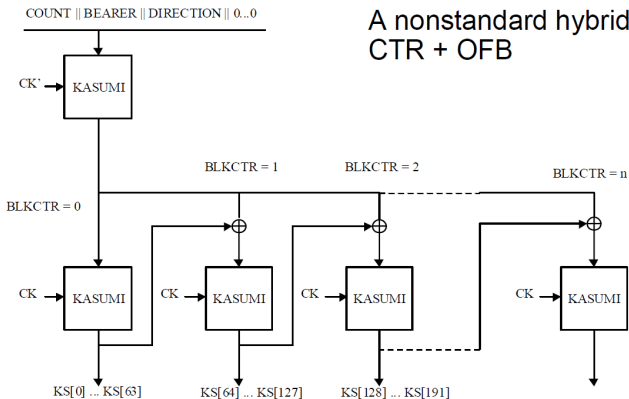 COUNT || BEARER || DIRECTION || 0...0
A nonstandard hybrid
CTR + OFB
CK'
KASUMI
BLKCTR = 0
BLKCTR = 1
BLKCTR = 2
BLKCTR = n
CK
KASUMI
CK
KASUMI
CK
KASUMI
CK
KASUMI
KS[0] ... KS[63]
KS[64] ... KS[127]
KS[128] ... KS[191]